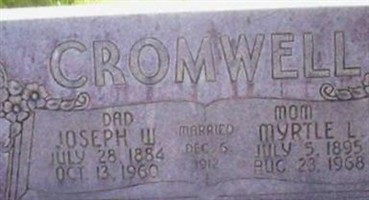 CROMWELL
DAD
JOSEPH W.
JULY 28, 1884
OCT. 13, 1960
MARRIED
DEC. 6
1912
MOM
MYRTLE L.
JULY 5, 1895
AUG. 23, 1968